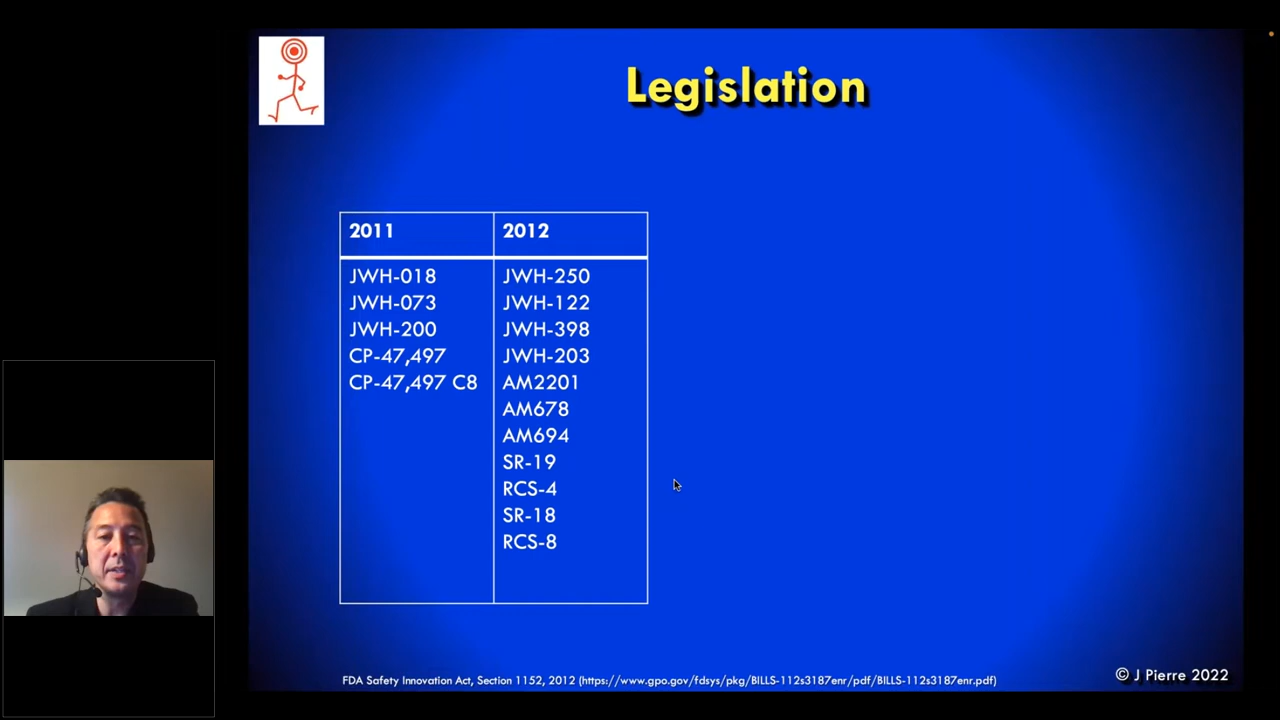 Legislation
2011
2012
JWH-018
JWH-073
JWH-200
CP-47,497
CP-47,497 C8
JWH-250
JWH-122
JWH-398
JWH-203
AM2201
AM678
AM694
SR-19
RCS-4
SR-18
RCS-8
FDA Safety Innovation Act, Section 1152, 2012 (https://www.gpo.gov/fdsys/pkg/BILLS-112s3187enr/pdf/BILLS-112s3187enr.pdf)
© J Pierre 2022